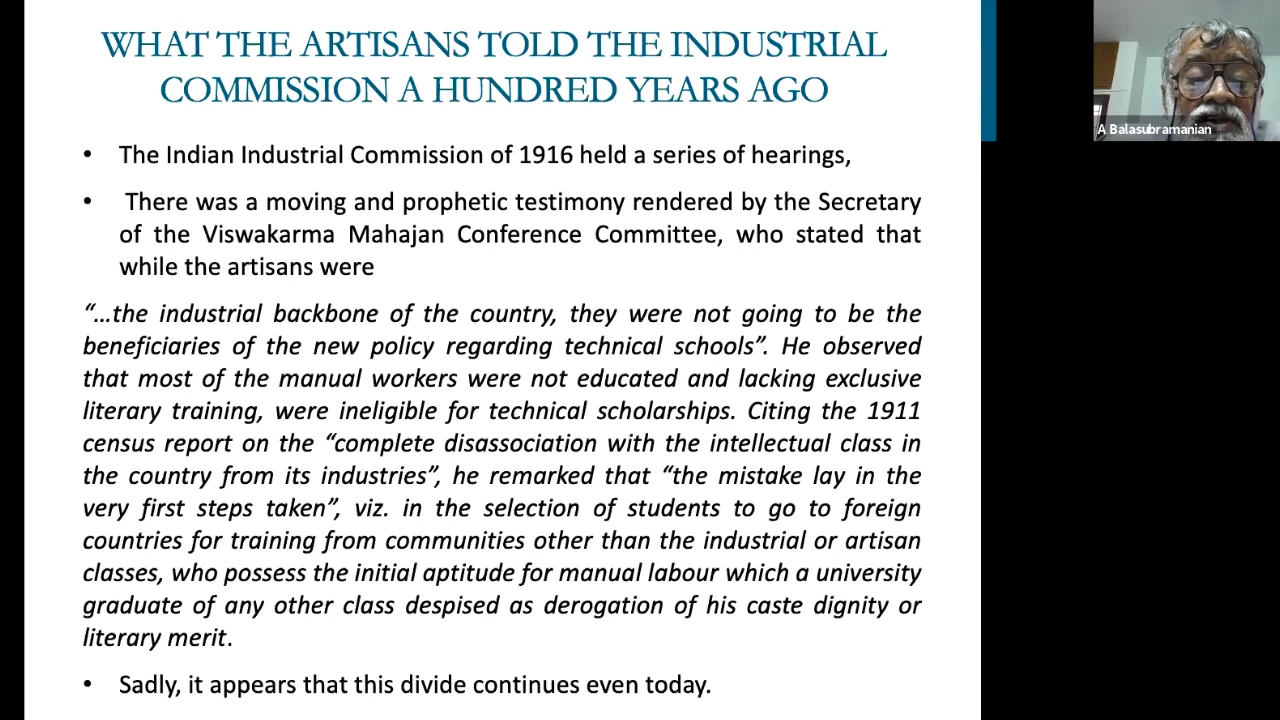 WHAT THE ARTISANS TOLD THE INDUSTRIAL
COMMISSION A HUNDRED YEARS AGO
A Balasubramanian
• The Indian Industrial Commission of 1916 held a series of hearings,
• There was a moving and prophetic testimony rendered by the Secretary
of the Viswakarma Mahajan Conference Committee, who stated that
while the artisans were
“…the industrial backbone of the country, they were not going to be the
beneficiaries of the new policy regarding technical schools”. He observed
that most of the manual workers were not educated and lacking exclusive
literary training, were ineligible for technical scholarships. Citing the 1911
census report on the “complete disassociation with the intellectual class in
the country from its industries”, he remarked that “the mistake lay in the
very first steps taken”, viz. in the selection of students to go to foreign
countries for training from communities other than the industrial or artisan
classes, who possess the initial aptitude for manual labour which a university
graduate of any other class despised as derogation of his caste dignity or
literary merit.
• Sadly, it appears that this divide continues even today.